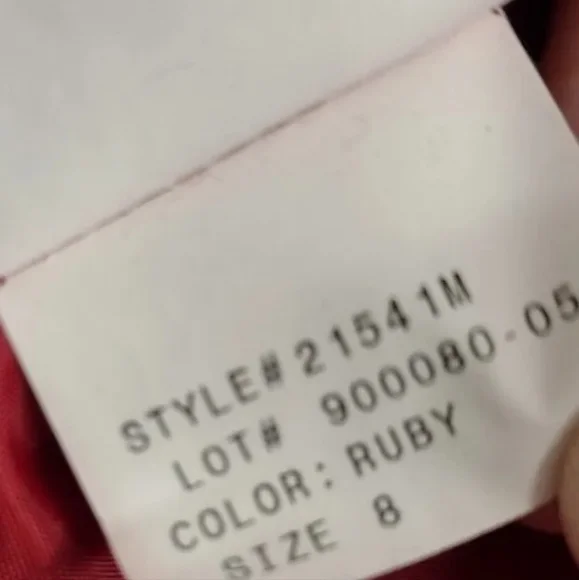 STYLE# 21541M
LOT# 900080-05
COLOR: RUBY
SIZE 8